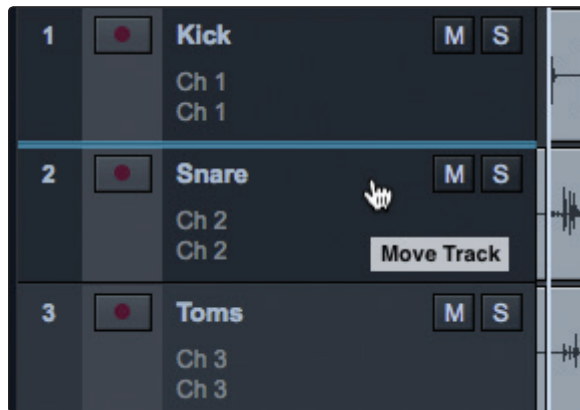 1 Kick M S
Ch 1
Ch 1
2 Snare M S
Ch 2
Ch 2
Move Track
3 Toms M S
Ch 3
Ch 3